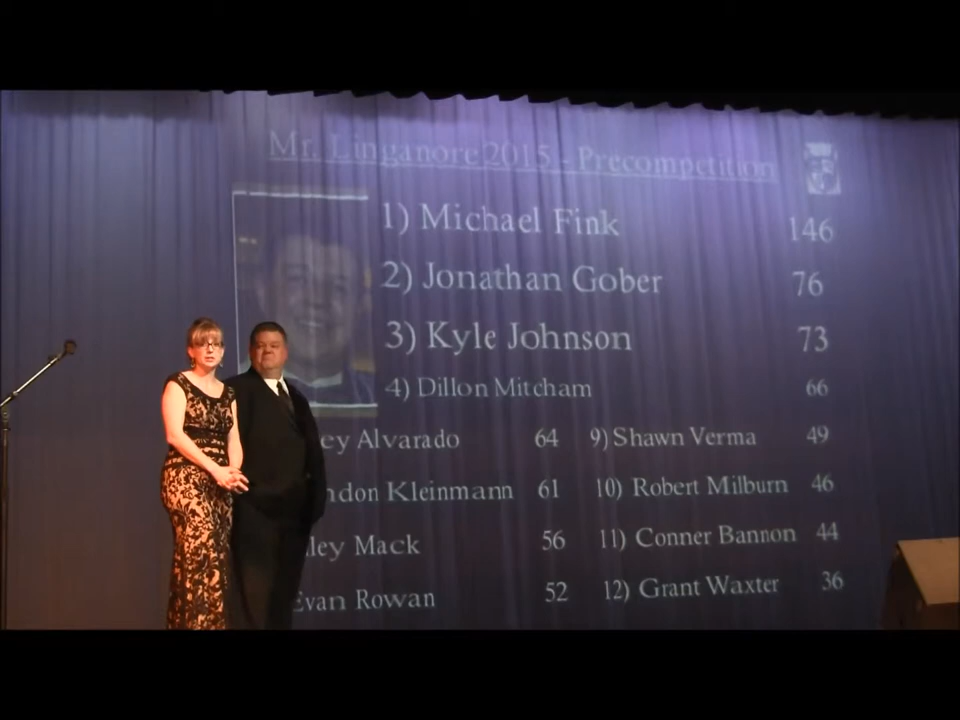 Mr. Linganore 2015 - Precompetition
1) Michael Fink 146
2) Jonathan Gober 76
3) Kyle Johnson 73
4) Dillon Mitcham 66
Alvarado 64 9) Shawn Verma 49
Kleinmann 61 10) Robert Milburn 46
Mack 56 11) Conner Bannon 44
Evan Rowan 52 12) Grant Waxter 36